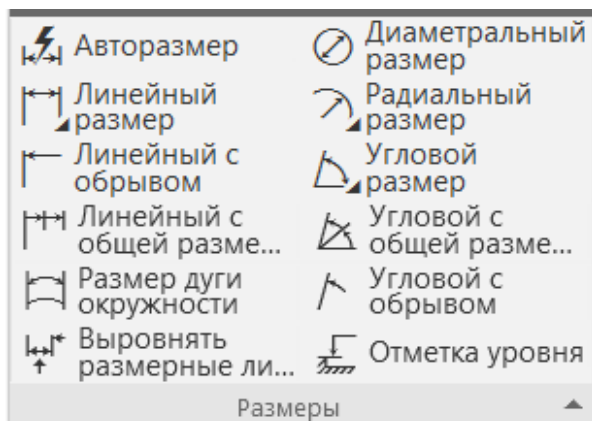 Авторазмер
Диаметральный
размер
Линейный
размер
Радиальный
размер
Линейный с
обрывом
Угловой
размер
Линейный с
общей разме...
Угловой с
общей разме...
Размер дуги
окружности
Угловой с
обрывом
Выровнять
размерные ли...
Отметка уровня
Размеры